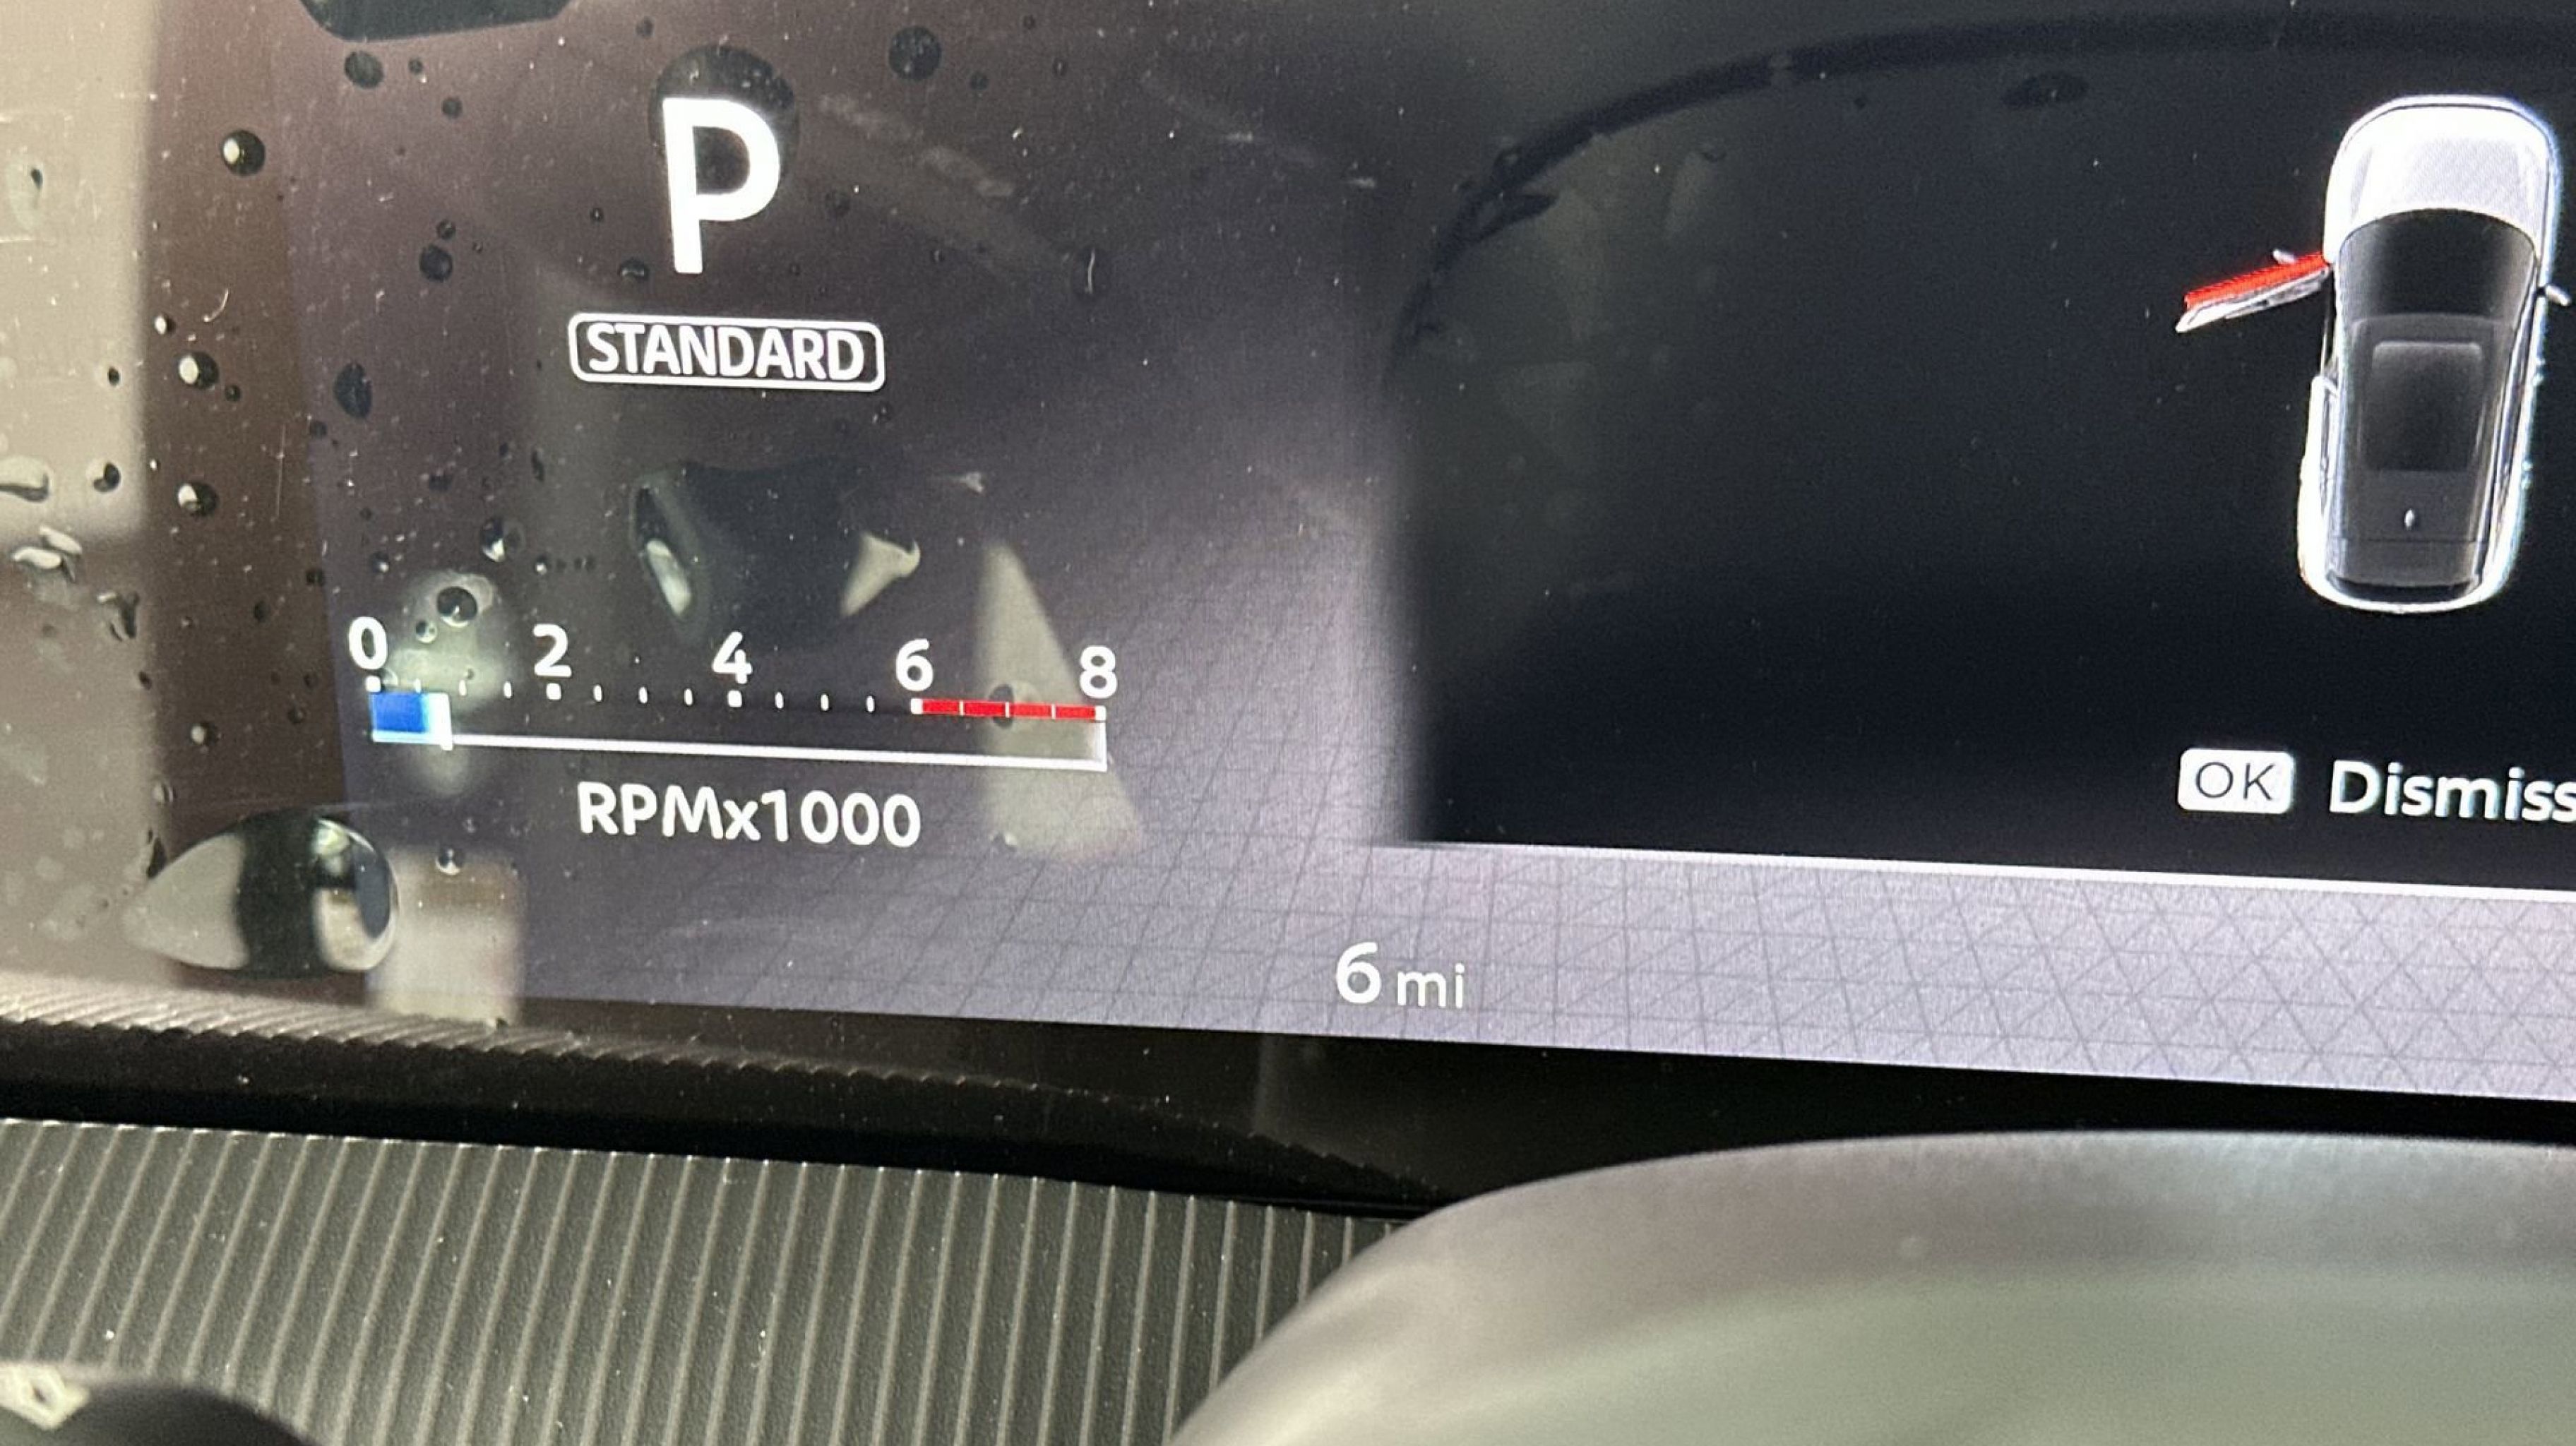 P
STANDARD
0 2 4 6 8
RPMx1000
OK Dismiss
6 mi